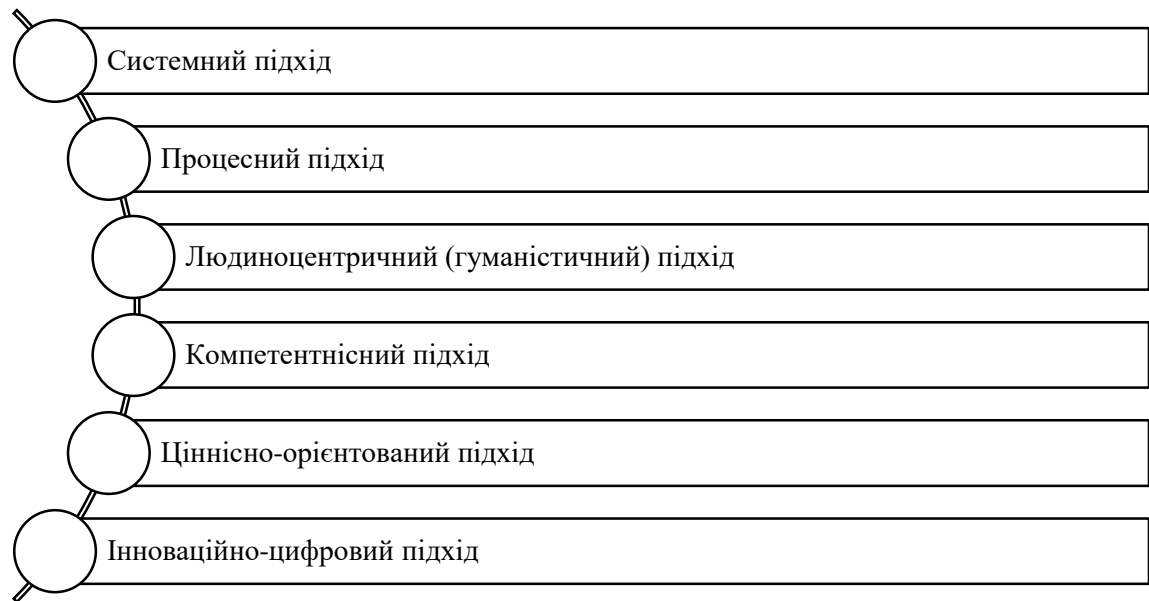 Системний підхід
Процесний підхід
Людиноцентричний (гуманістичний) підхід
Компетентнісний підхід
Ціннісно-орієнтований підхід
Інноваційно-цифровий підхід